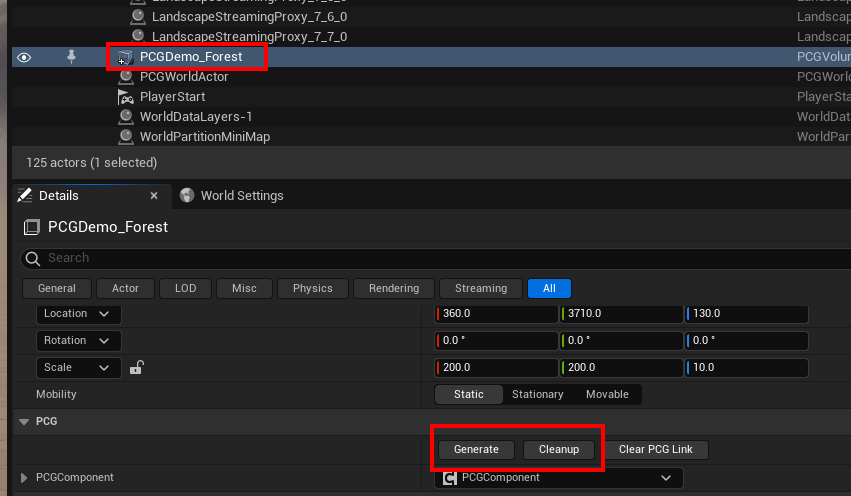 LandscapeStreamingProxy_7_6_0 Landscap
LandscapeStreamingProxy_7_7_0 Landscap
PCGDemo_Forest PCGVolum
PCGWorldActor PCGWorld
PlayerStart PlayerSta
WorldDataLayers-1 WorldDat
WorldPartitionMiniMap WorldPar
125 actors (1 selected)
Details × World Settings
PCGDemo_Forest
Search
General Actor LOD Misc Physics Rendering Streaming All
Location 360.0 3710.0 130.0
Rotation 0.0 ° 0.0 ° 0.0 °
Scale 200.0 200.0 10.0
Mobility Static Stationary Movable
PCG
Generate Cleanup Clear PCG Link
PCGComponent PCGComponent